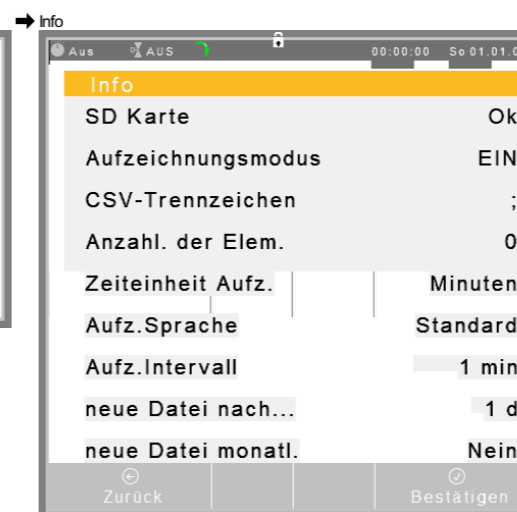 ➡ Info
Aus AUS 00:00:00 So 01.01.0
Info
SD Karte Ok
Aufzeichnungsmodus EIN
CSV-Trennzeichen ;
Anzahl. der Elem. 0
Zeiteinheit Aufz. Minuten
Aufz.Sprache Standard
Aufz.Intervall 1 min
neue Datei nach... 1 d
neue Datei monatl. Nein
Zurück Bestätigen